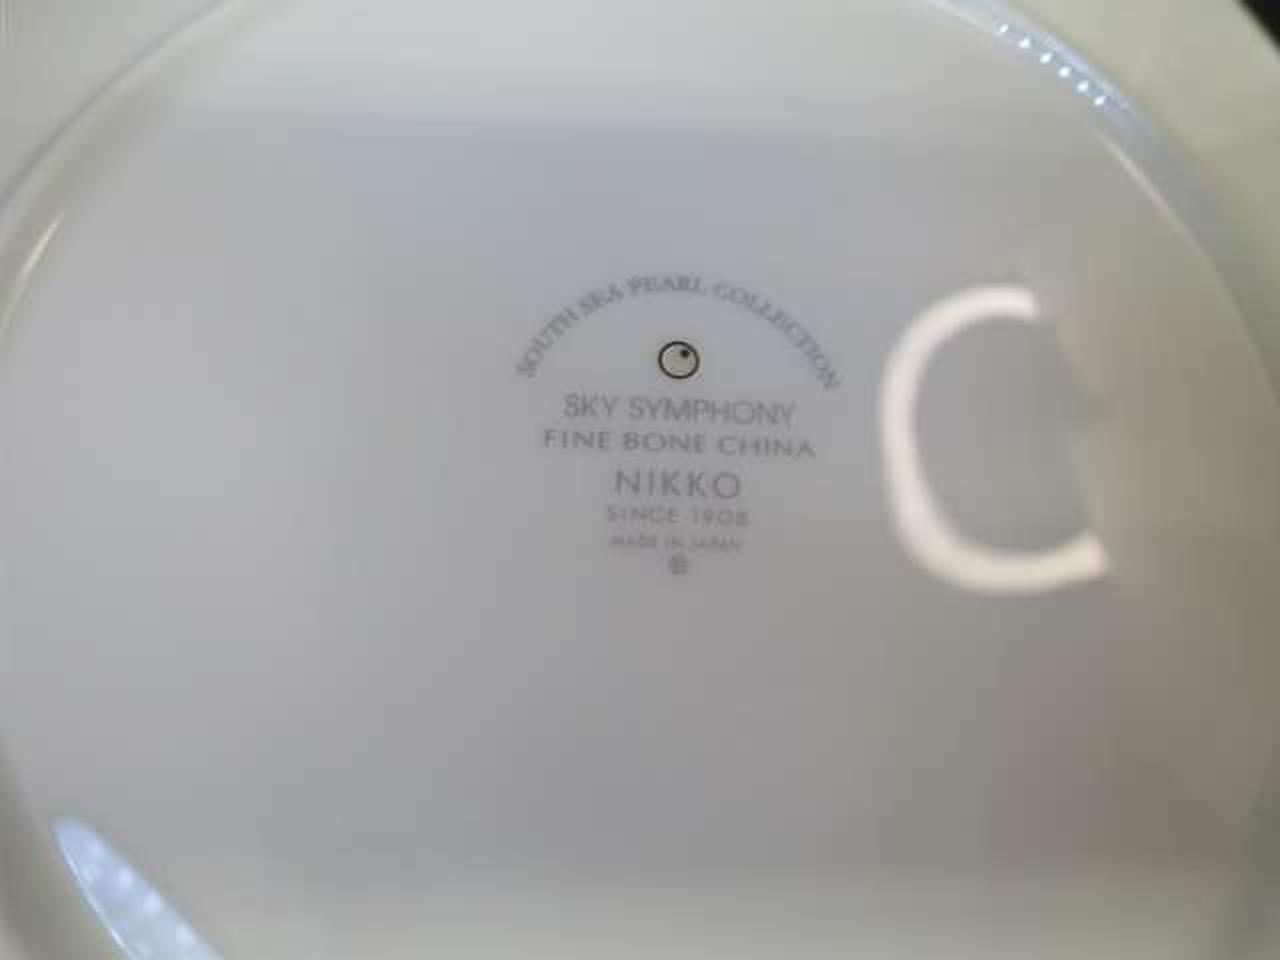 SOUTH SEA PEARL COLLECTION
SKY SYMPHONY
FINE BONE CHINA
NIKKO
SINCE 1908
MADE IN JAPAN